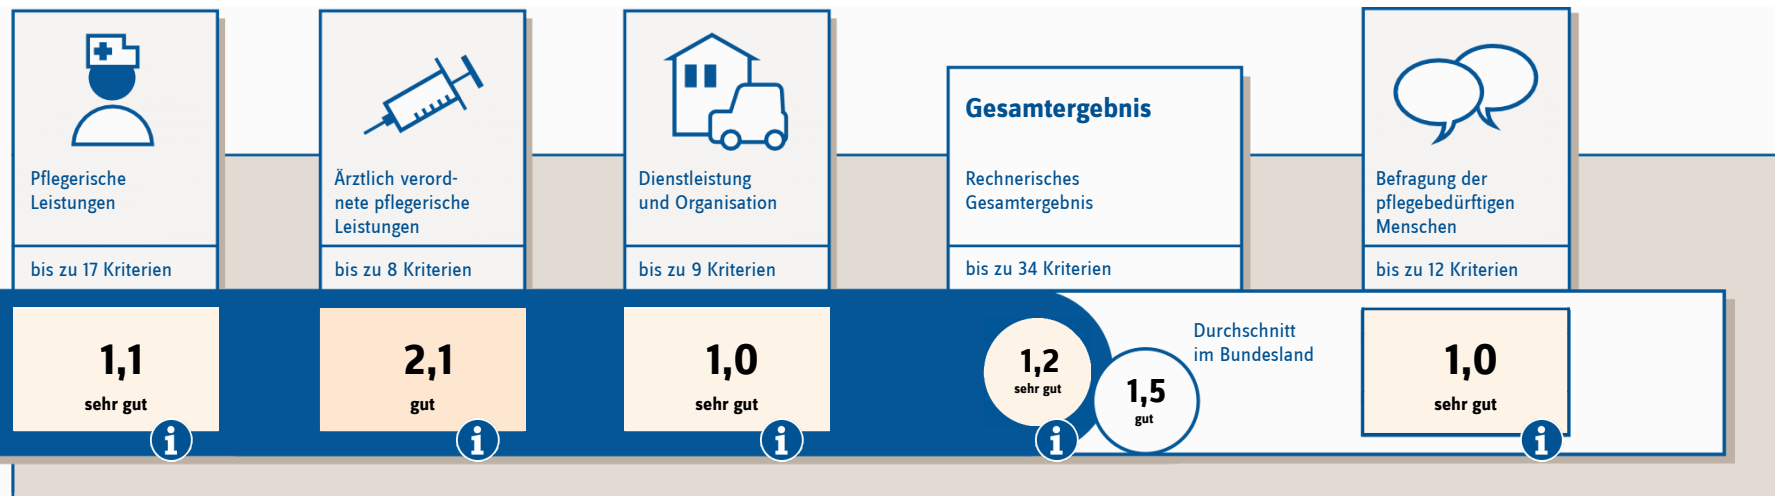 Pflegerische
Leistungen
bis zu 17 Kriterien
1,1
sehr gut
i
Ärztlich verord-
nete pflegerische
Leistungen
bis zu 8 Kriterien
2,1
gut
i
Dienstleistung
und Organisation
bis zu 9 Kriterien
1,0
sehr gut
i
Gesamtergebnis
Rechnerisches
Gesamtergebnis
bis zu 34 Kriterien
1,2
sehr gut
i
1,5
gut
Durchschnitt
im Bundesland
Befragung der
pflegebedürftigen
Menschen
bis zu 12 Kriterien
1,0
sehr gut
i